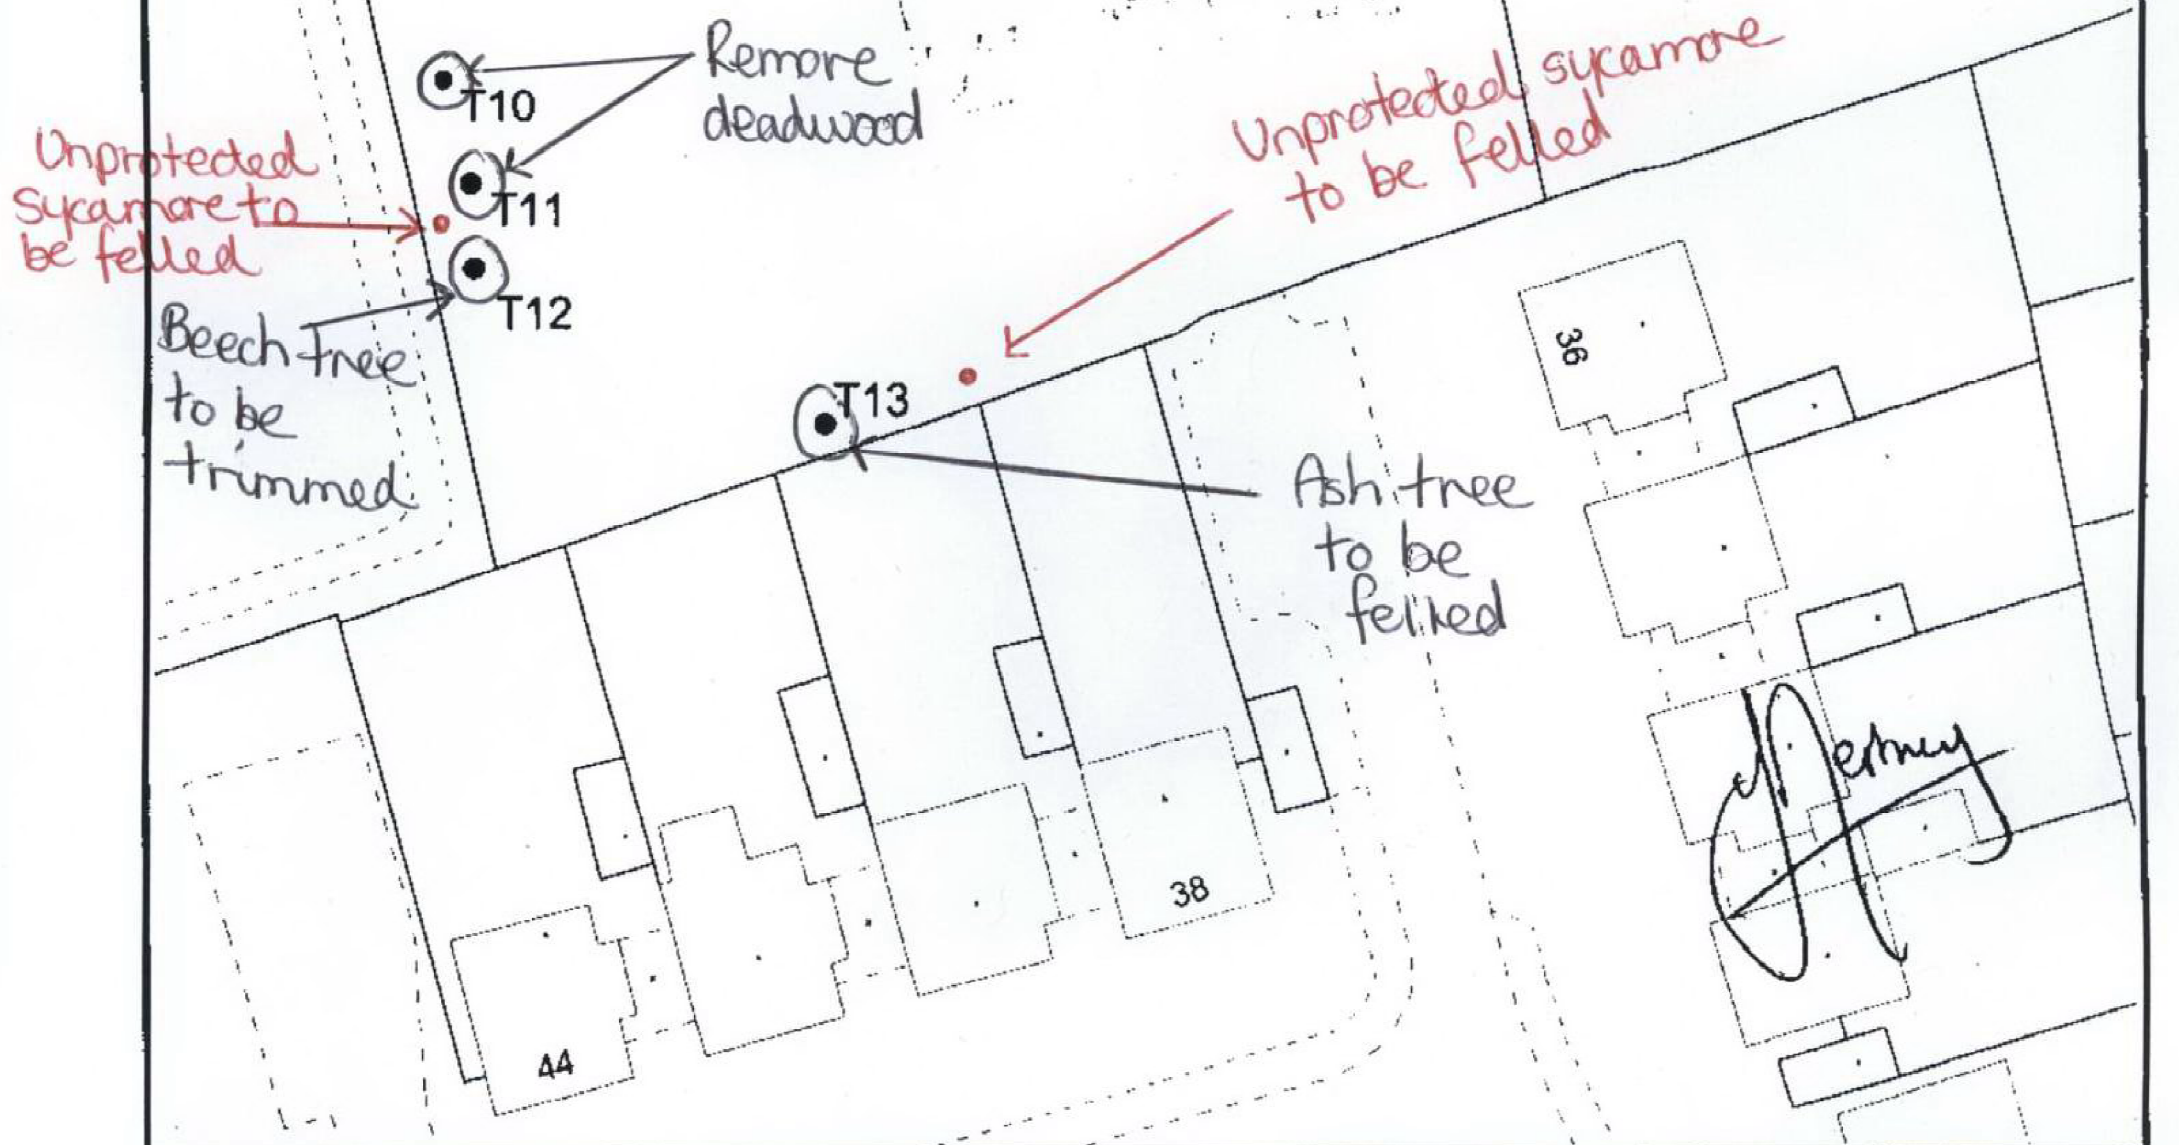 Remove
deadwood
T10
Unprotected sycamore
to be felled
Unprotected
sycamore to
be felled
T11
T12
Beech tree
to be
trimmed
T13
36
Ash tree
to be
felled
38
44